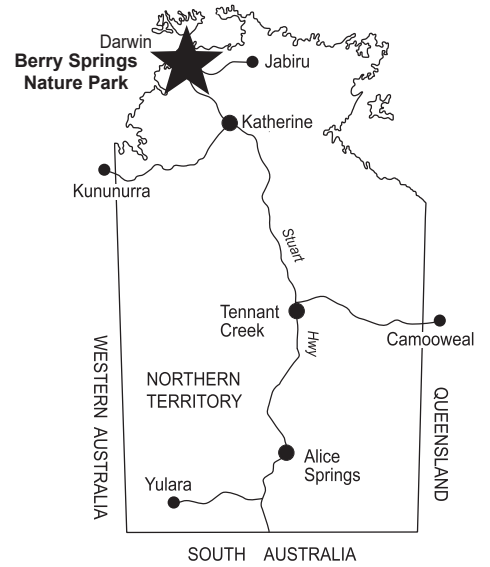 Darwin
Berry Springs
Nature Park
Jabiru
Katherine
Kununurra
Stuart
Tennant
Creek
Hwy
Camooweal
WESTERN AUSTRALIA
NORTHERN
TERRITORY
QUEENSLAND
Alice
Springs
Yulara
SOUTH AUSTRALIA